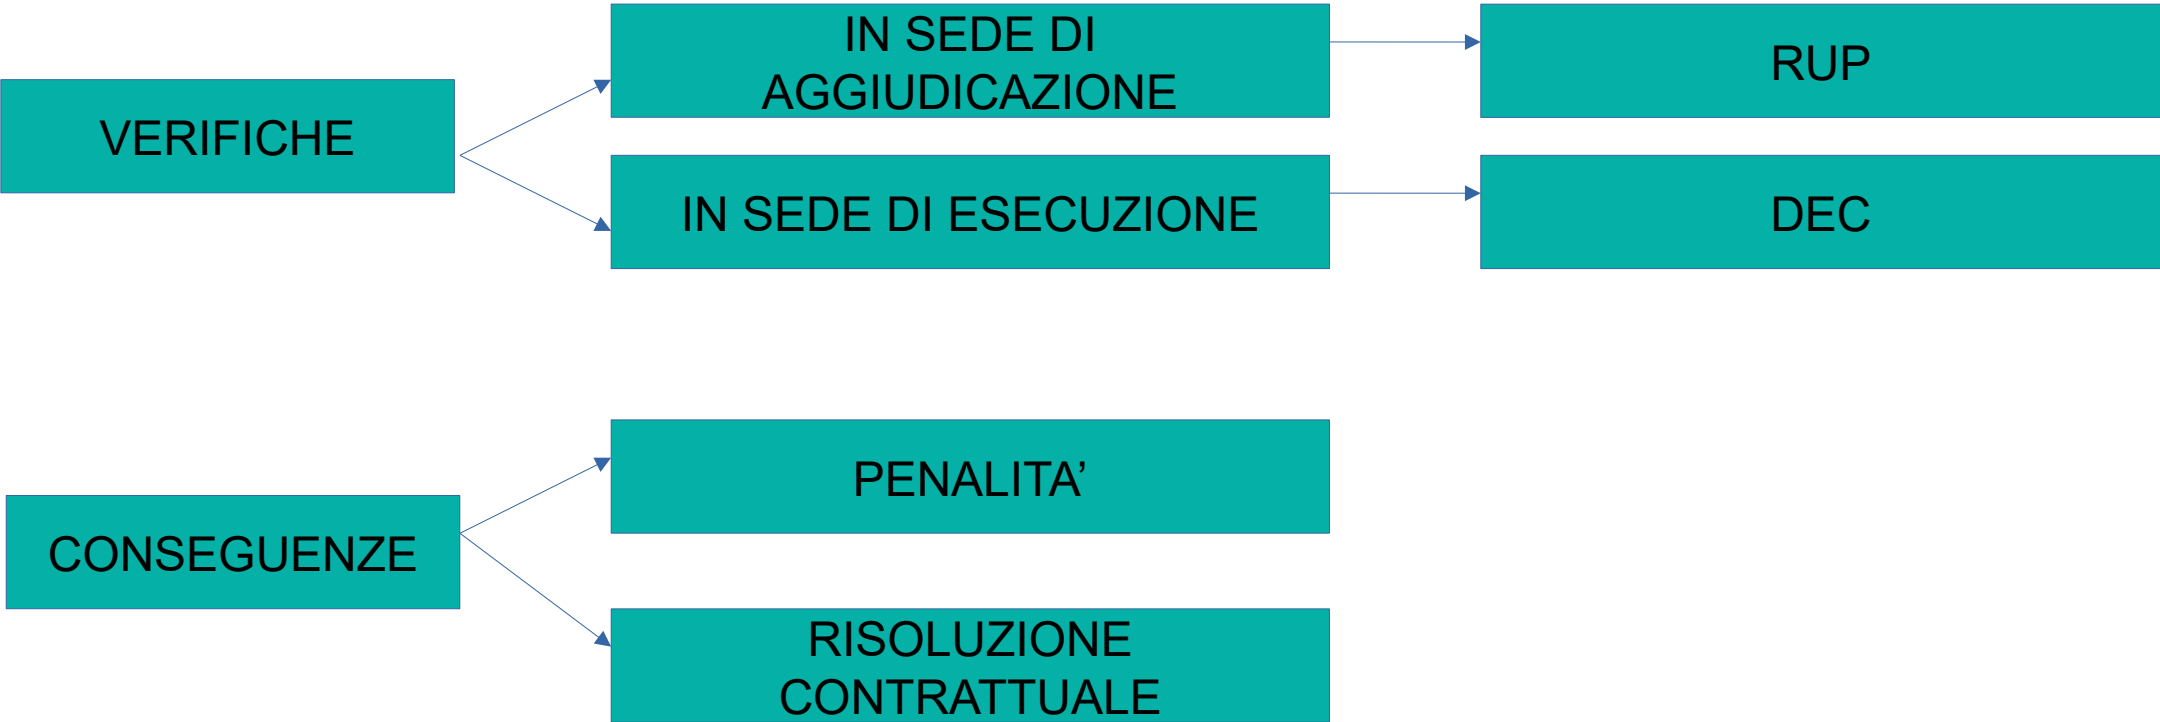 VERIFICHE
IN SEDE DI
AGGIUDICAZIONE
RUP
IN SEDE DI ESECUZIONE
DEC
CONSEGUENZE
PENALITA’
RISOLUZIONE
CONTRATTUALE